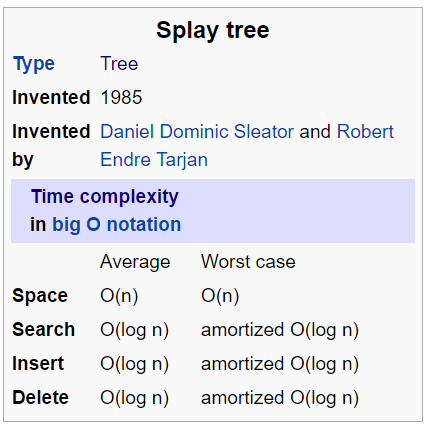 Splay tree
Type Tree
Invented 1985
Invented Daniel Dominic Sleator and Robert
by Endre Tarjan
Time complexity
in big O notation
Average Worst case
Space O(n) O(n)
Search O(log n) amortized O(log n)
Insert O(log n) amortized O(log n)
Delete O(log n) amortized O(log n)